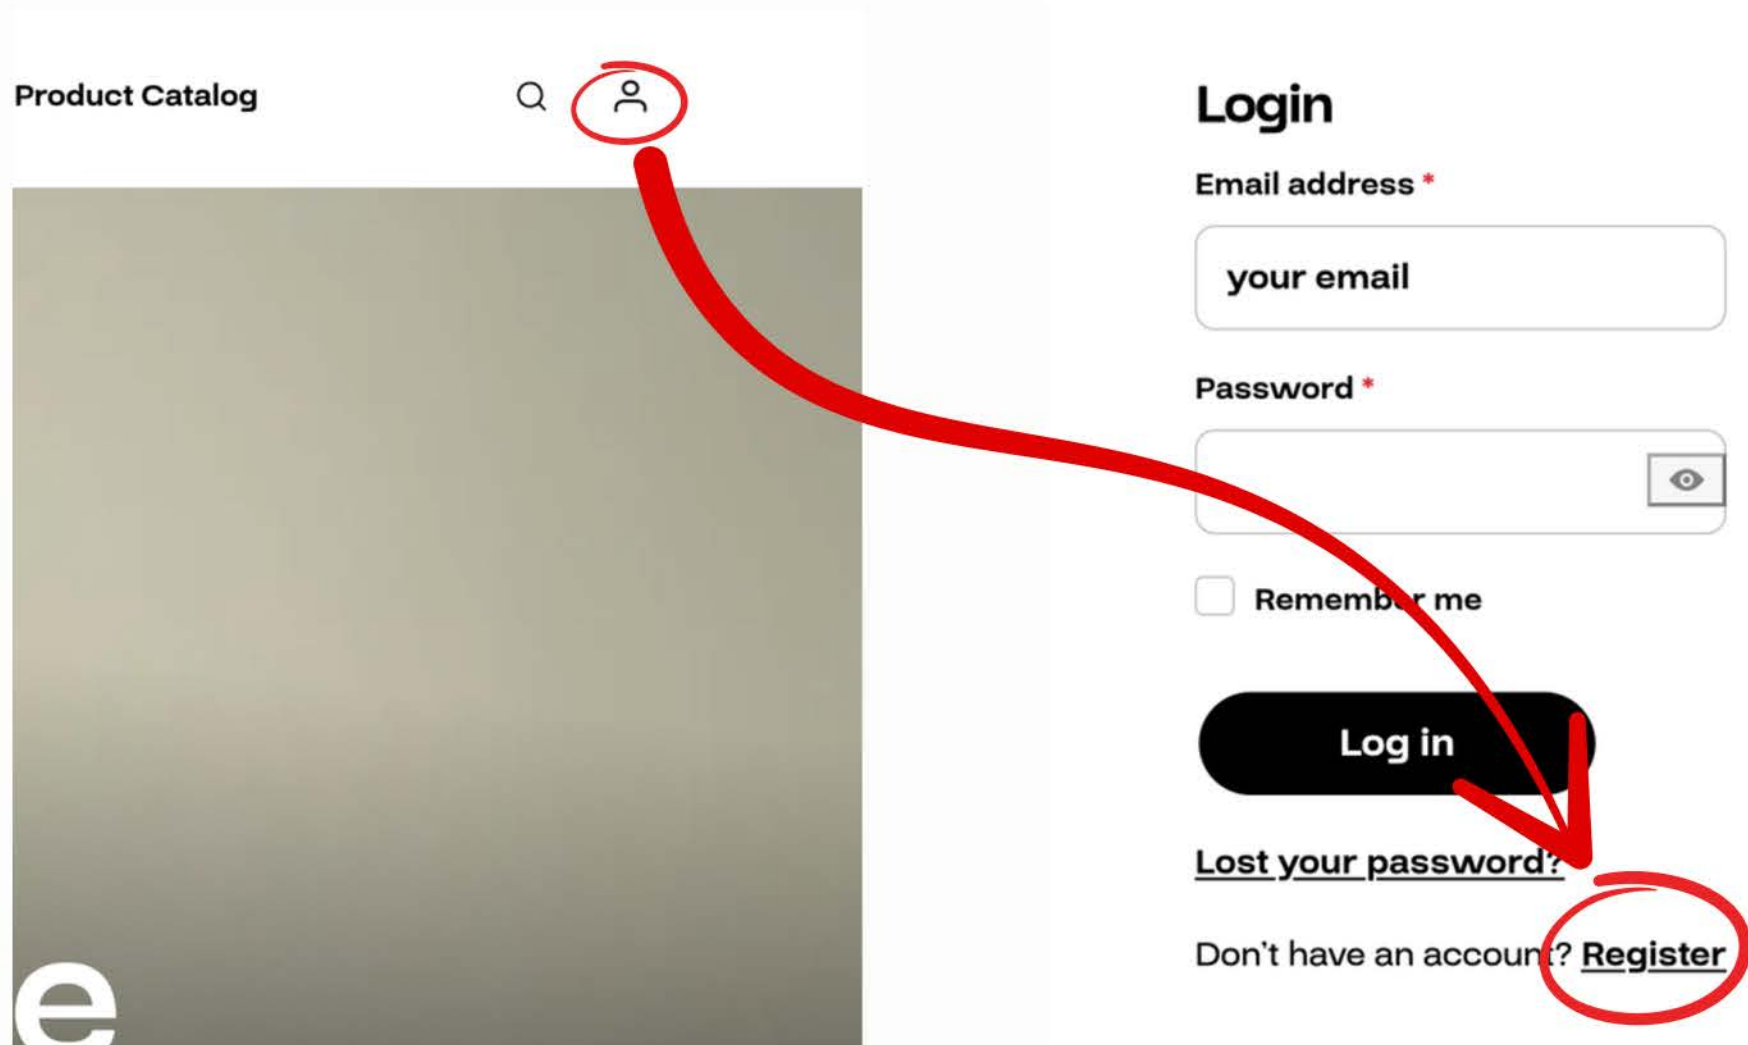 Product Catalog
e
Login
Email address *
your email
Password *
Remember me
Log in
Lost your password?
Don't have an account? Register